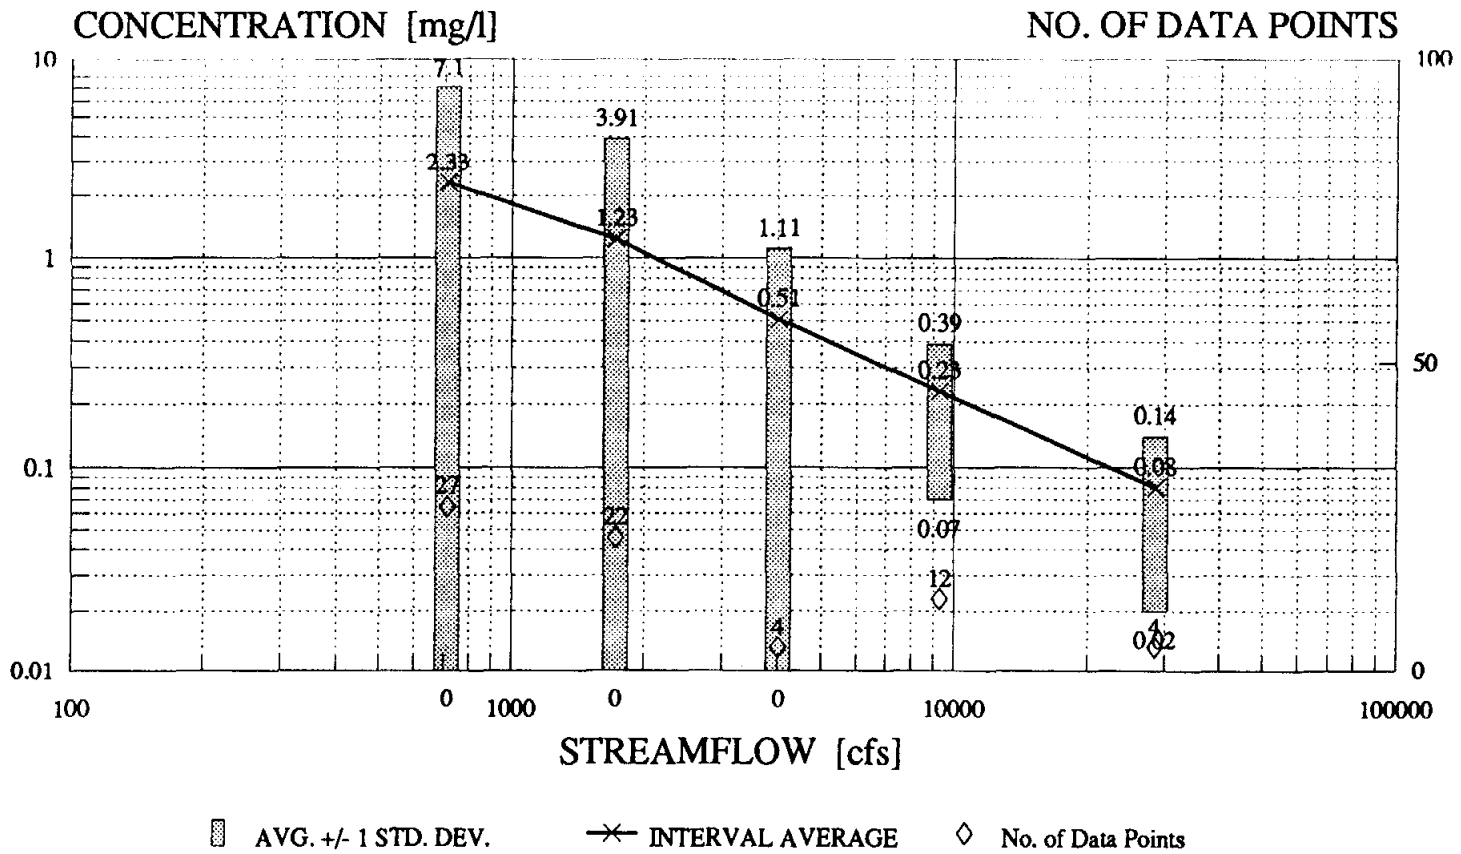 CONCENTRATION [mg/l] NO. OF DATA POINTS
10 7.1 100
3.91
2.33
1.23 1.11
1
0.51 0.39
50
0.23
0.14
0.1 0.08
27
22 0.07
12
4 4
0.02
0.01 0
0 0 0
100 1000 10000 100000
STREAMFLOW [cfs]
AVG. +/- 1 STD. DEV. INTERVAL AVERAGE No. of Data Points